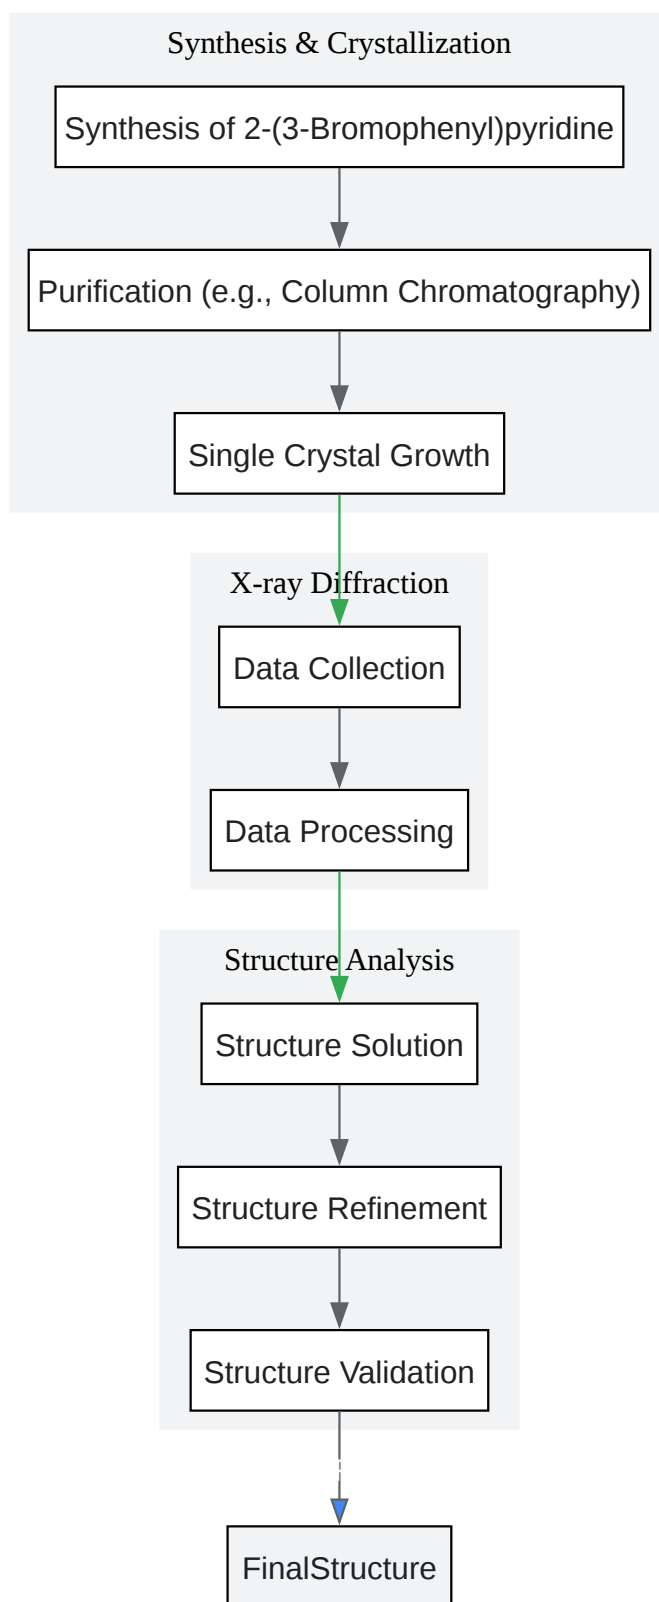 Synthesis & Crystallization
Synthesis of 2-(3-Bromophenyl)pyridine
Purification (e.g., Column Chromatography)
Single Crystal Growth
X-ray Diffraction
Data Collection
Data Processing
Structure Analysis
Structure Solution
Structure Refinement
Structure Validation
FinalStructure